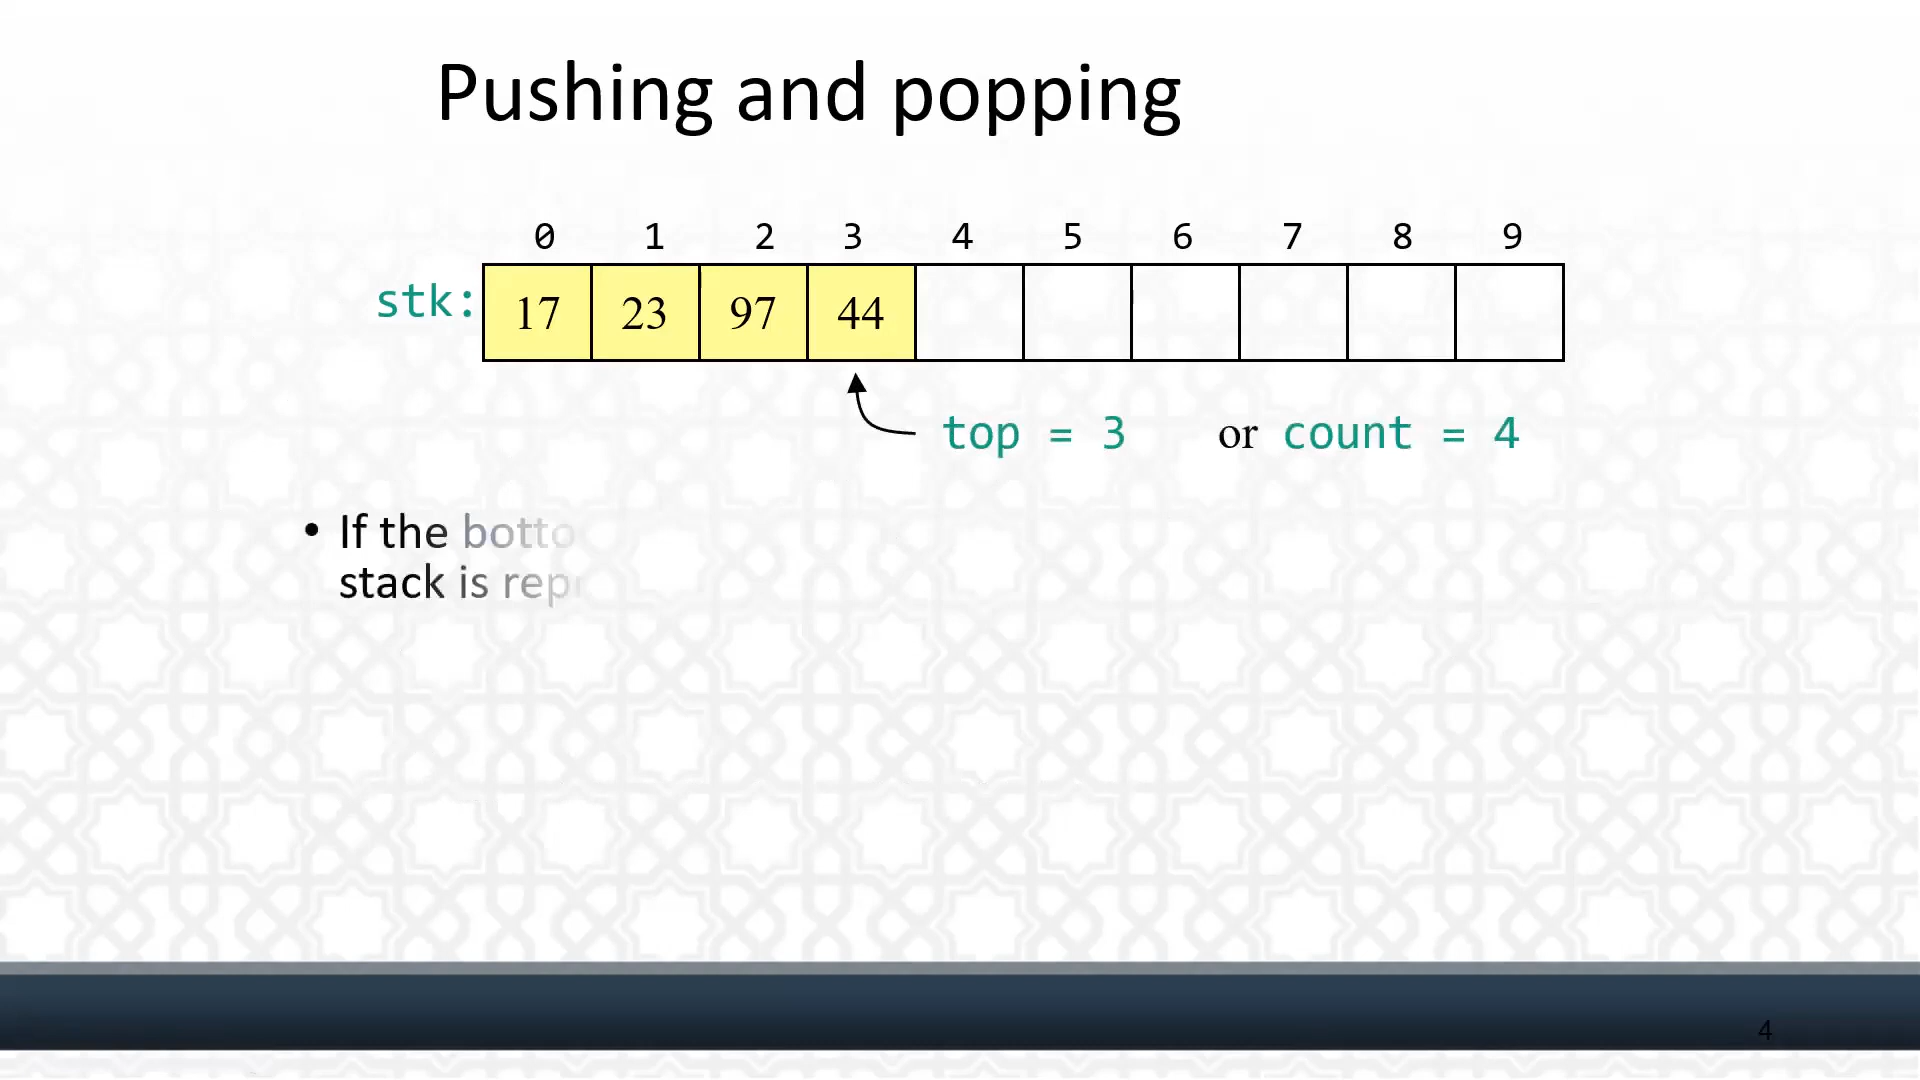 Pushing and popping
0 1 2 3 4 5 6 7 8 9
stk: 17 23 97 44
top = 3 or count = 4
• If the
stack is
4